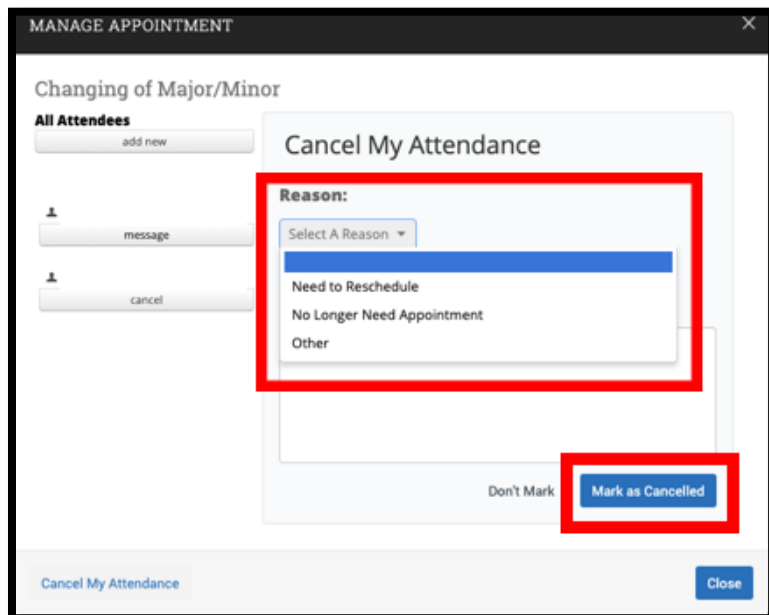 MANAGE APPOINTMENT
Changing of Major/Minor
All Attendees
add new
message
cancel
Cancel My Attendance
Reason:
Select A Reason
Need to Reschedule
No Longer Need Appointment
Other
Don't Mark
Mark as Cancelled
Cancel My Attendance
Close